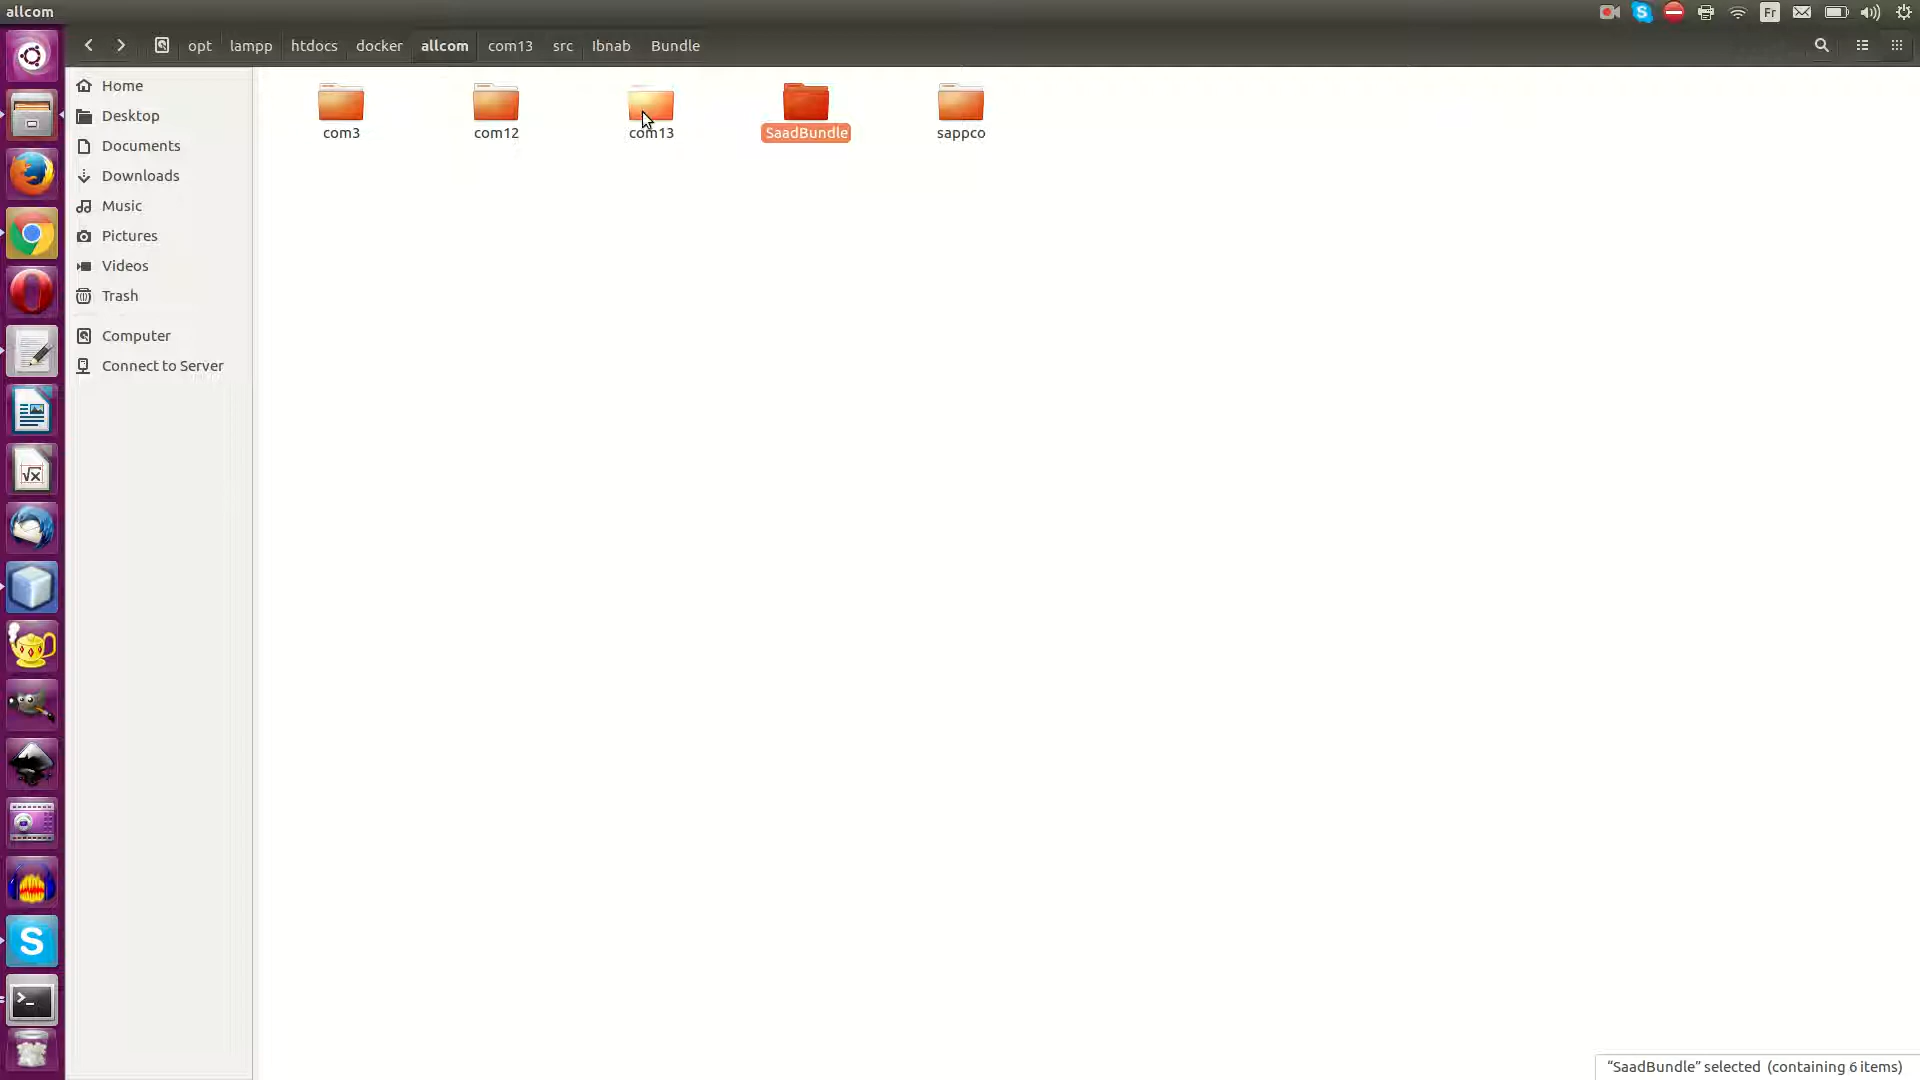 allcom
Fr
opt lampp htdocs docker allcom com13 src Ibnab Bundle
Home
Desktop
Documents
Downloads
Music
Pictures
Videos
Trash
Computer
Connect to Server
com3 com12 com13 SaadBundle sappco
“SaadBundle” selected (containing 6 items)